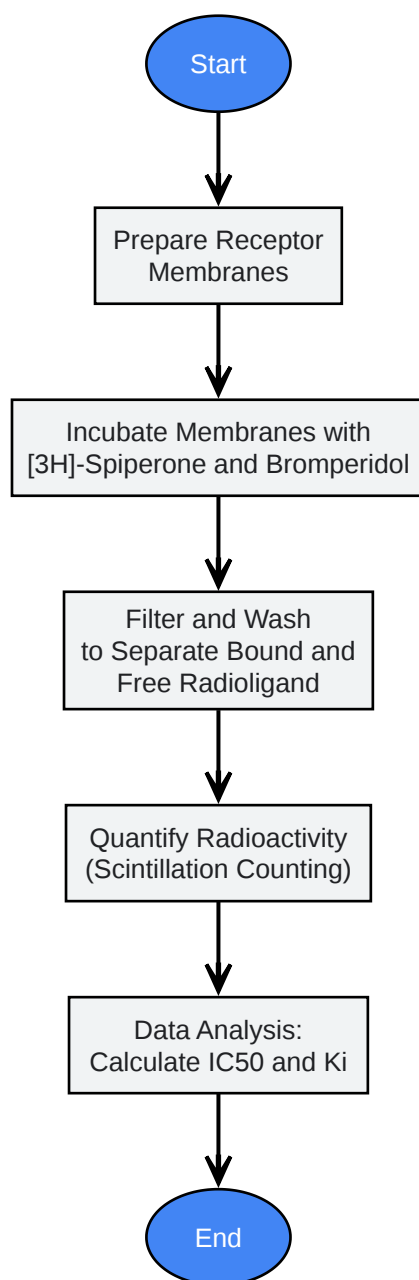 Start
Prepare Receptor
Membranes
Incubate Membranes with
[3H]-Spiperone and Bromperidol
Filter and Wash
to Separate Bound and
Free Radioligand
Quantify Radioactivity
(Scintillation Counting)
Data Analysis:
Calculate IC50 and Ki
End